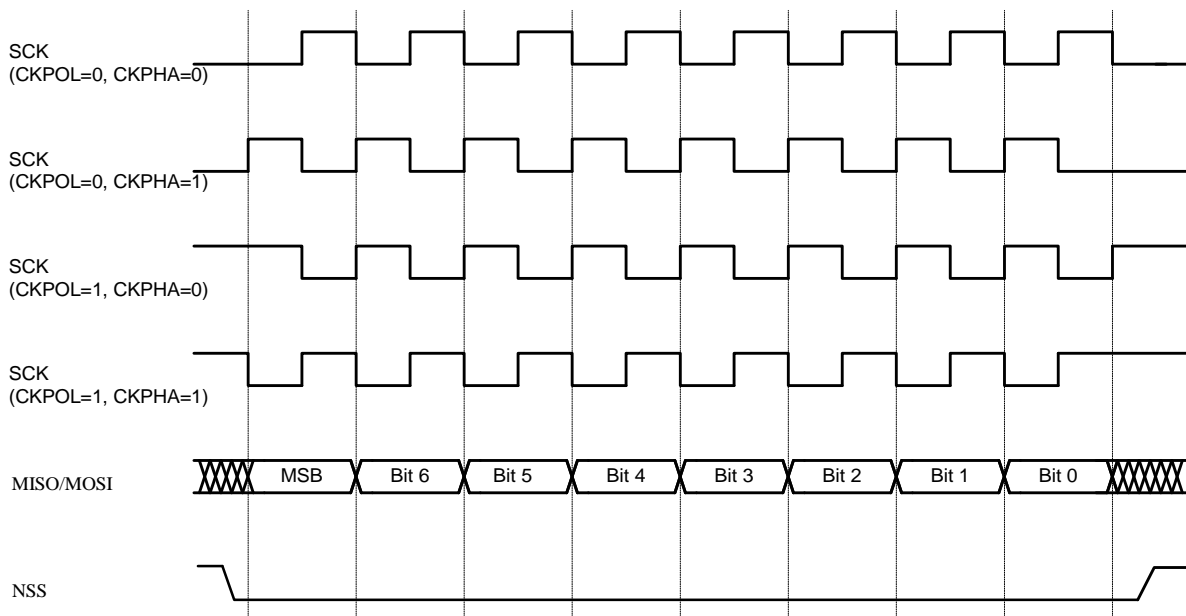 SCK
(CKPOL=0, CKPHA=0)
SCK
(CKPOL=0, CKPHA=1)
SCK
(CKPOL=1, CKPHA=0)
SCK
(CKPOL=1, CKPHA=1)
MISO/MOSI
MSB Bit 6 Bit 5 Bit 4 Bit 3 Bit 2 Bit 1 Bit 0
NSS